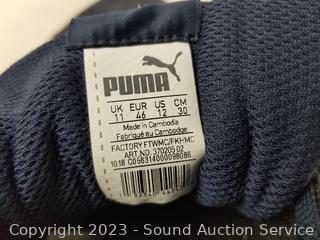 PUMA
UK EUR US CM
11 46 12 30
Made in Cambodia
Fabriqué au Cambodge
FACTORY FTWMC/FKHMC
ART.NO. 370205 02
1018 C056314000098086
Copyright © 2023 - Sound Auction Service